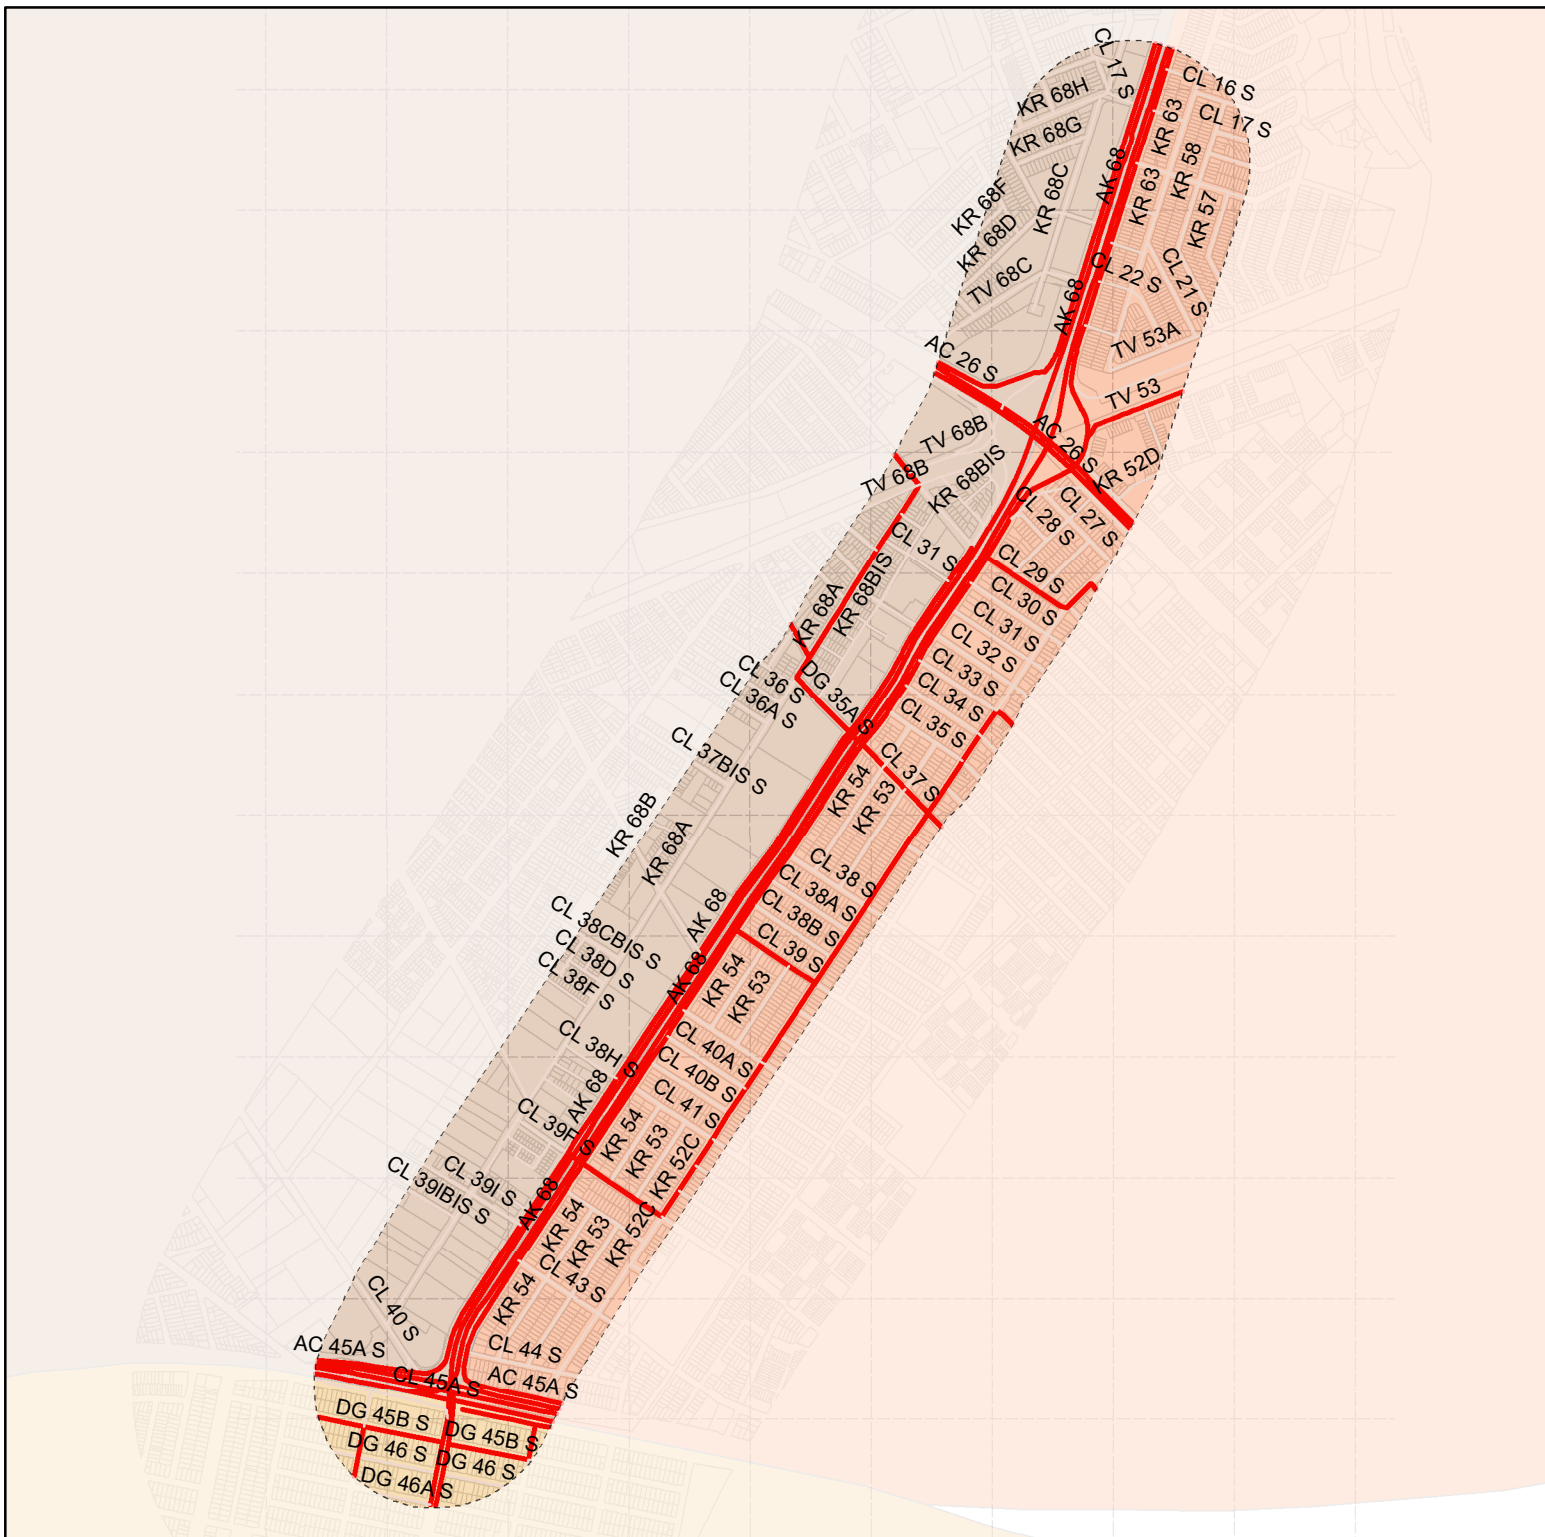 CL 17 S
CL 16 S
KR 68H
KR 63
CL 17 S
KR 68G
KR 58
AK 68
KR 68C
KR 63
KR 68F
KR 57
KR 68D
CL 22 S
CL 21 S
TV 68C
AK 68
TV 53A
AC 26 S
TV 53
TV 68B
AC 26 S
KR 52D
TV 68B
KR 68BIS
CL 27 S
CL 28 S
CL 31 S
CL 29 S
KR 68BIS
CL 30 S
KR 68A
CL 31 S
CL 32 S
CL 33 S
CL 36 S
DG 35A S
CL 34 S
CL 36A S
CL 35 S
CL 37BIS S
CL 37 S
KR 54
KR 53
KR 68B
KR 68A
CL 38 S
CL 38A S
AK 68
CL 38B S
CL 38CBIS S
CL 39 S
CL 38D S
AK 68
KR 54
CL 38F S
KR 53
CL 38H S
CL 40A S
CL 40B S
AK 68
CL 41 S
CL 39F S
KR 54
KR 53
KR 52C
CL 39I S
CL 39IBIS S
AK 68
KR 54
KR 53
KR 52C
CL 43 S
KR 54
CL 40 S
AC 45A S
CL 44 S
CL 45A S
AC 45A S
DG 45B S
DG 45B S
DG 46 S
DG 46 S
DG 46A S